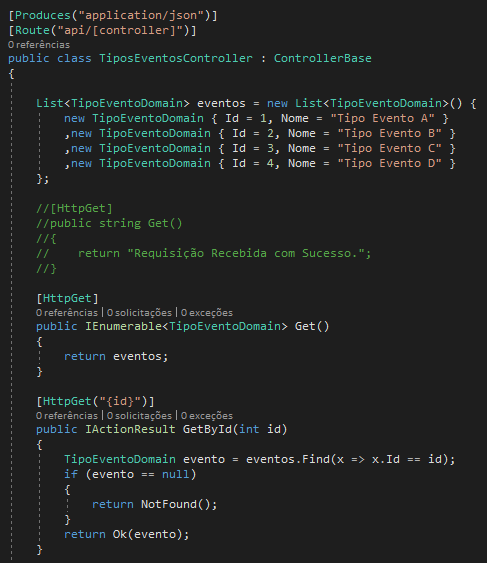 [Produces("application/json")]
[Route("api/[controller]")]
0 referências
public class TiposEventosController : ControllerBase
{
List<TipoEventoDomain> eventos = new List<TipoEventoDomain>() {
new TipoEventoDomain { Id = 1, Nome = "Tipo Evento A" }
,new TipoEventoDomain { Id = 2, Nome = "Tipo Evento B" }
,new TipoEventoDomain { Id = 3, Nome = "Tipo Evento C" }
,new TipoEventoDomain { Id = 4, Nome = "Tipo Evento D" }
};
//[HttpGet]
//public string Get()
//{
//    return "Requisição Recebida com Sucesso.";
//}
[HttpGet]
0 referências | 0 solicitações | 0 exceções
public IEnumerable<TipoEventoDomain> Get()
{
return eventos;
}
[HttpGet("{id}")]
0 referências | 0 solicitações | 0 exceções
public IActionResult GetById(int id)
{
TipoEventoDomain evento = eventos.Find(x => x.Id == id);
if (evento == null)
{
return NotFound();
}
return Ok(evento);
}